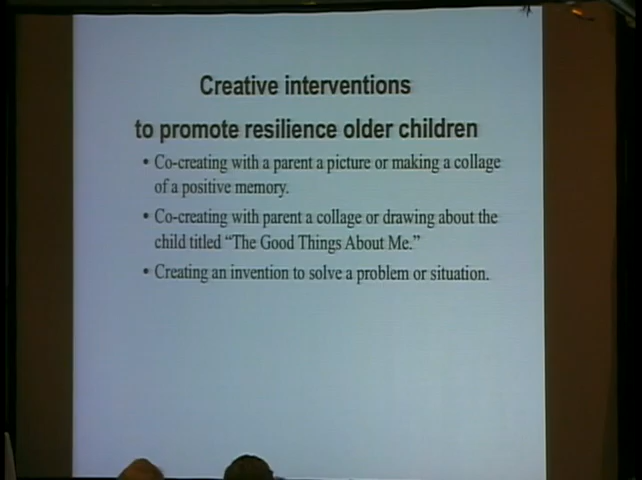 Creative interventions
to promote resilience older children
• Co-creating with a parent a picture or making a collage
of a positive memory.
• Co-creating with parent a collage or drawing about the
child titled “The Good Things About Me.”
• Creating an invention to solve a problem or situation.